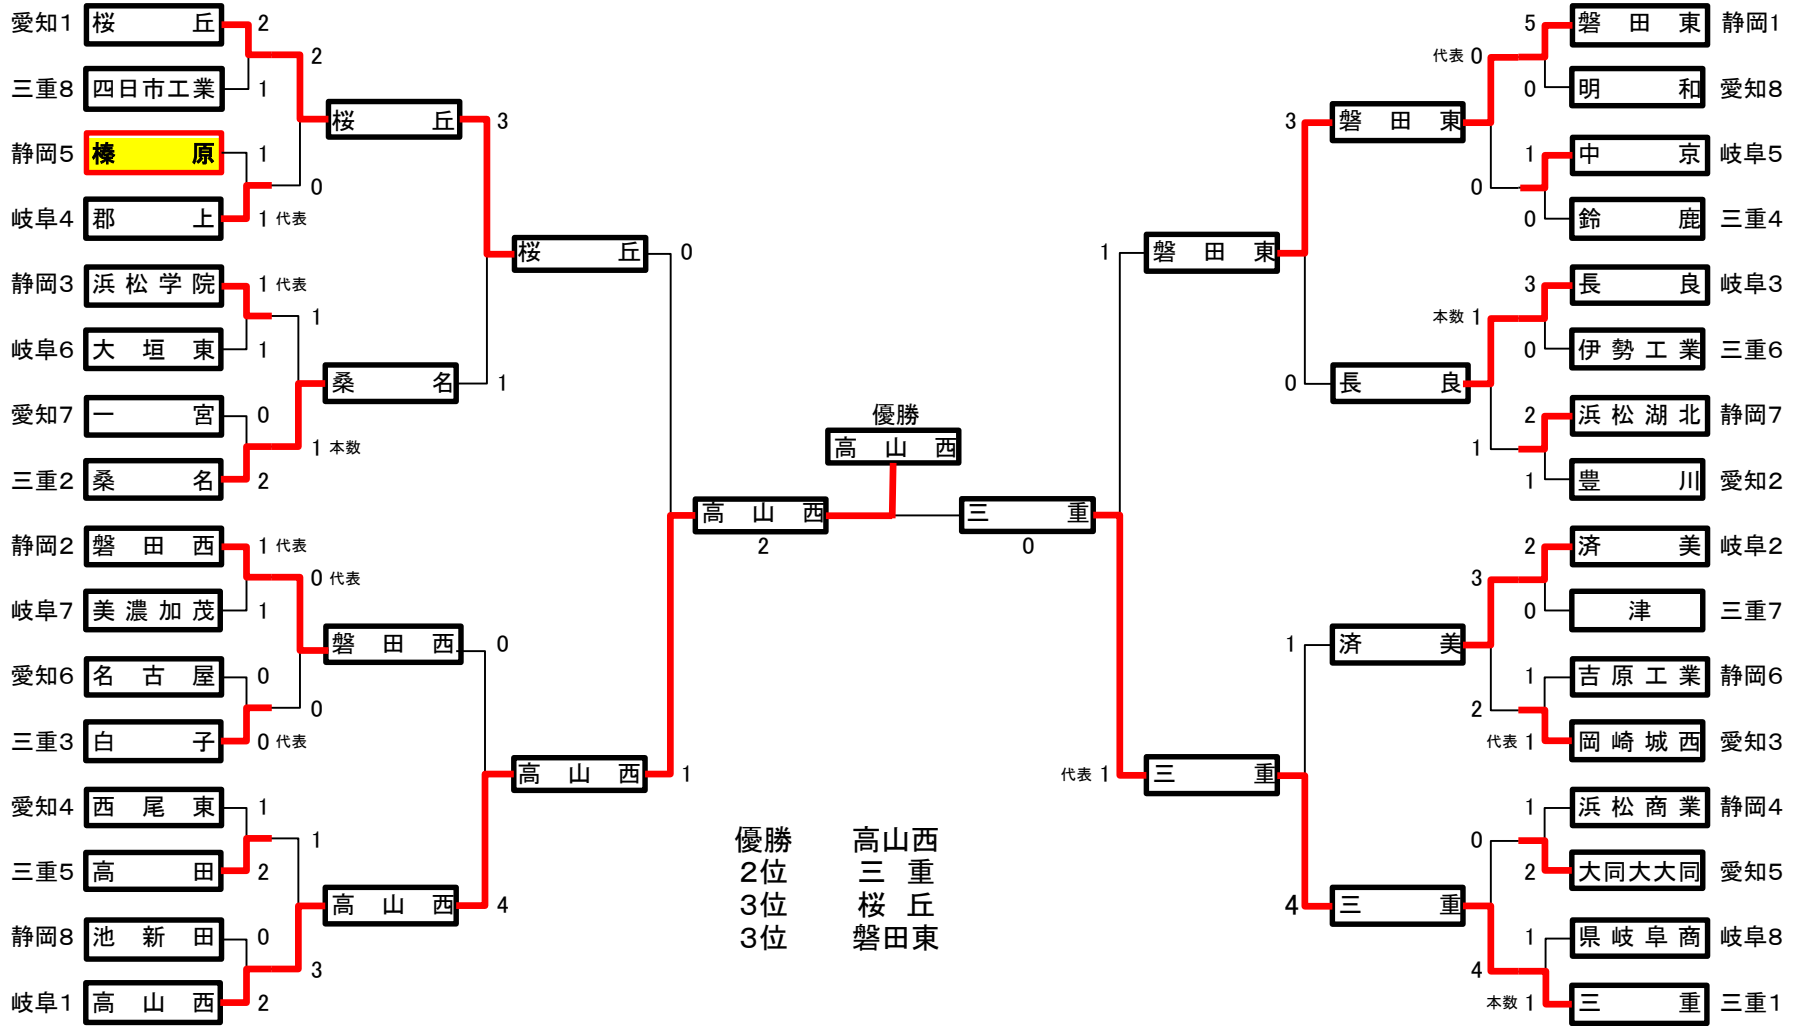 愛知1 桜丘 2
三重8 四日市工業 1
静岡5 榛原 1
岐阜4 郡上 1 代表
静岡3 浜松学院 1 代表
岐阜6 大垣東 1
愛知7 一宮 0
三重2 桑名 2
静岡2 磐田西 1 代表
岐阜7 美濃加茂 1
愛知6 名古屋 0
三重3 白子 0 代表
愛知4 西尾東 1
三重5 高田 2
静岡8 池新田 0
岐阜1 高山西 2
2
0
1
1 本数
0 代表
0
1
3
桜丘 3
桑名 1
磐田西 0
高山西 4
桜丘 0
高山西 1
優勝
高山西
高山西
2
三重
0
優勝 高山西
2位 三重
3位 桜丘
3位 磐田東
1 磐田東
代表 1 三重
3 磐田東
0 長良
1 済美
4 三重
代表 0
0
本数 1
1
3
2
0
4
5 磐田東 静岡1
0 明和 愛知8
1 中京 岐阜5
0 鈴鹿 三重4
3 長良 岐阜3
0 伊勢工業 三重6
2 浜松湖北 静岡7
1 豊川 愛知2
2 済美 岐阜2
0 津 三重7
1 吉原工業 静岡6
代表 1 岡崎城西 愛知3
1 浜松商業 静岡4
2 大同大大同 愛知5
1 県岐阜商 岐阜8
本数 1 三重 三重1